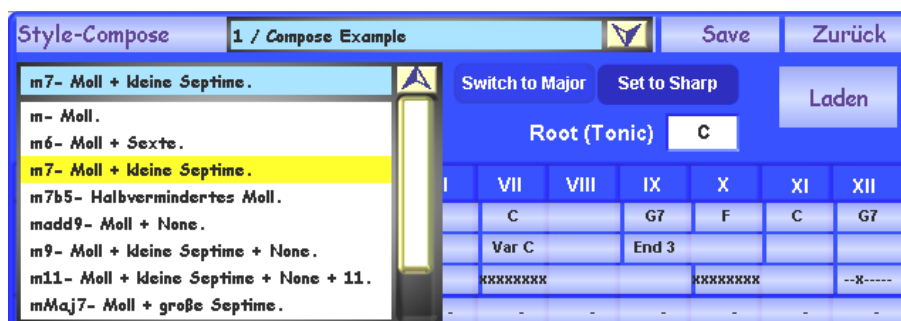 Style-Compose 1 / Compose Example Save Zurück
m7- Moll + kleine Septime. Switch to Major Set to Sharp Laden
m- Moll.
m6- Moll + Sexte. Root (Tonic) C
m7- Moll + kleine Septime.
m7b5- Halbvermindertes Moll. I VII VIII IX X XI XII
madd9- Moll + None. C G7 F C G7
m9- Moll + kleine Septime + None. Var C End 3
m11- Moll + kleine Septime + None + 11. xxxxxxxx xxxxxxxx --x-----
mMaj7- Moll + große Septime. - - - - - - -